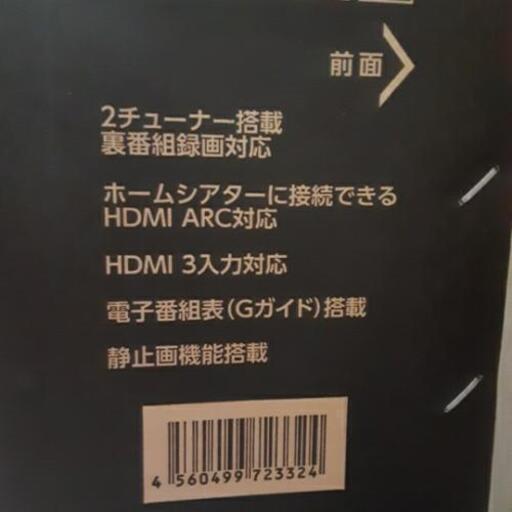 前面
2チューナー搭載
裏番組録画対応
ホームシアターに接続できる
HDMI ARC対応
HDMI 3入力対応
電子番組表(Gガイド)搭載
静止画機能搭載
4 560499 723324